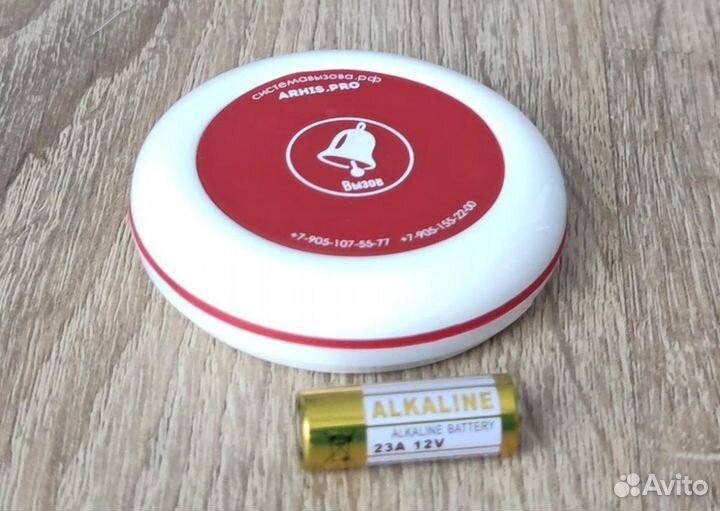 системавызова.рф
ARHIS.PRO
Вызов
+7-905-107-55-77 +7-905-155-22-00
ALKALINE
ALKALINE BATTERY
23A 12V
Avito